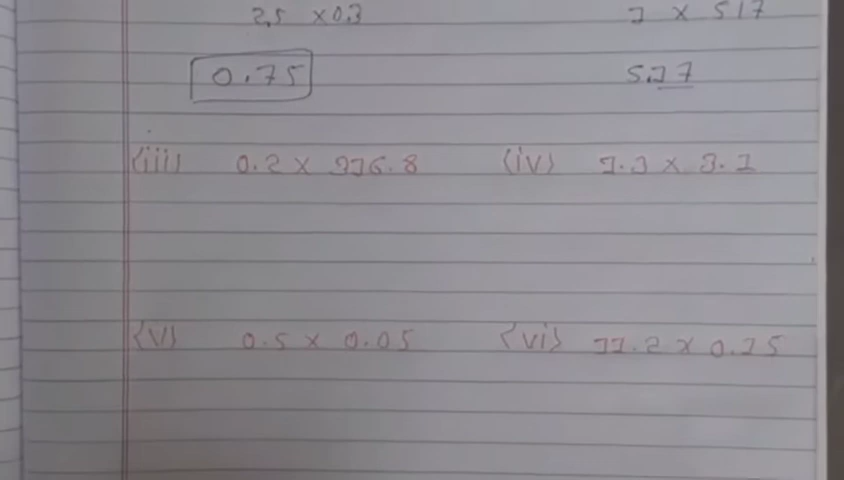 2.5 × 0.3 1 × 517
0.75 5.17
(iii) 0.2 × 316.8 (iv) 1.3 × 3.1
(v) 0.5 × 0.05 (vi) 11.2 × 0.15